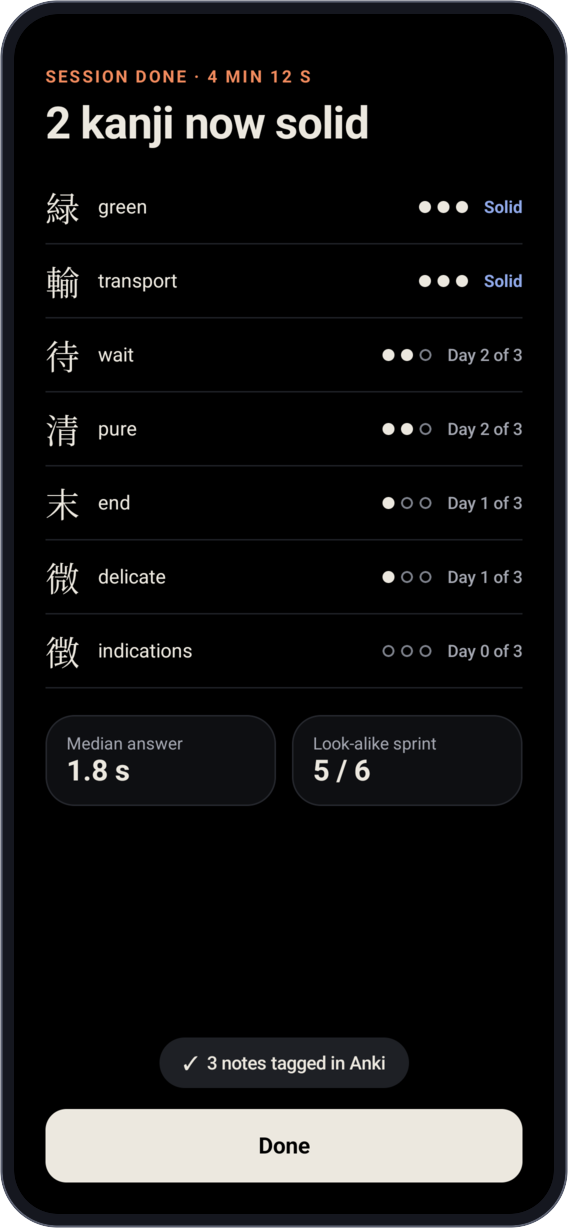 SESSION DONE · 4 MIN 12 S
2 kanji now solid
緑 green Solid
輸 transport Solid
待 wait Day 2 of 3
清 pure Day 2 of 3
末 end Day 1 of 3
微 delicate Day 1 of 3
徴 indications Day 0 of 3
Median answer
1.8 s
Look-alike sprint
5 / 6
✓ 3 notes tagged in Anki
Done